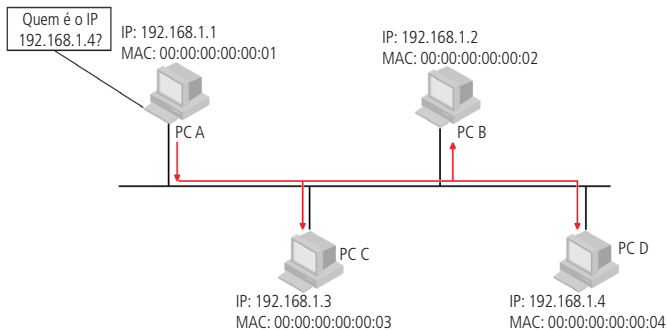 Quem é o IP
192.168.1.4?
IP: 192.168.1.1
MAC: 00:00:00:00:00:01
PC A
IP: 192.168.1.2
MAC: 00:00:00:00:00:02
PC B
PC C
IP: 192.168.1.3
MAC: 00:00:00:00:00:03
PC D
IP: 192.168.1.4
MAC: 00:00:00:00:00:04